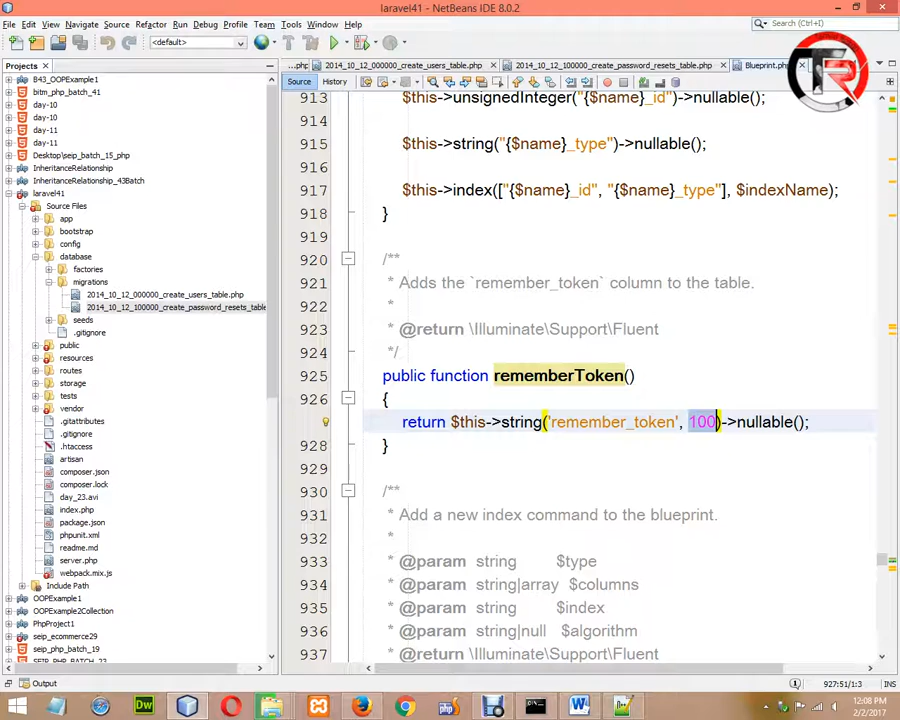 laravel41 - NetBeans IDE 8.0.2
File Edit View Navigate Source Refactor Run Debug Profile Team Tools Window Help
Search (Ctrl+I)
<default>
Projects
...php
2014_10_12_000000_create_users_table.php
2014_10_12_100000_create_password_resets_table.php
Blueprint.php
Source History
B43_OOPExample1
bitm_php_batch_41
day-10
day-10
day-11
day-11
Desktop\seip_batch_15_php
InheritanceRelationship
InheritanceRelationship_43Batch
laravel41
Source Files
app
bootstrap
config
database
factories
migrations
2014_10_12_000000_create_users_table.php
2014_10_12_100000_create_password_resets_table
seeds
.gitignore
public
resources
routes
storage
tests
vendor
.gitattributes
.gitignore
.htaccess
artisan
composer.json
composer.lock
day_23.avi
index.php
package.json
phpunit.xml
readme.md
server.php
webpack.mix.js
Include Path
OOPExample1
OOPExample2Collection
PhpProject1
seip_ecommerce29
seip_php_batch_19
SEIP_PHP_BATCH_20
913 $this->unsignedInteger("{$name}_id")->nullable();
914
915 $this->string("{$name}_type")->nullable();
916
917 $this->index(["{$name}_id", "{$name}_type"], $indexName);
918 }
919
920 /**
921 * Adds the `remember_token` column to the table.
922 *
923 * @return \Illuminate\Support\Fluent
924 */
925 public function rememberToken()
926 {
return $this->string('remember_token', 100)->nullable();
928 }
929
930 /**
931 * Add a new index command to the blueprint.
932 *
933 * @param string $type
934 * @param string|array $columns
935 * @param string $index
936 * @param string|null $algorithm
937 * @return \Illuminate\Support\Fluent
Output
927:51/1:3 INS
12:08 PM
2/2/2017